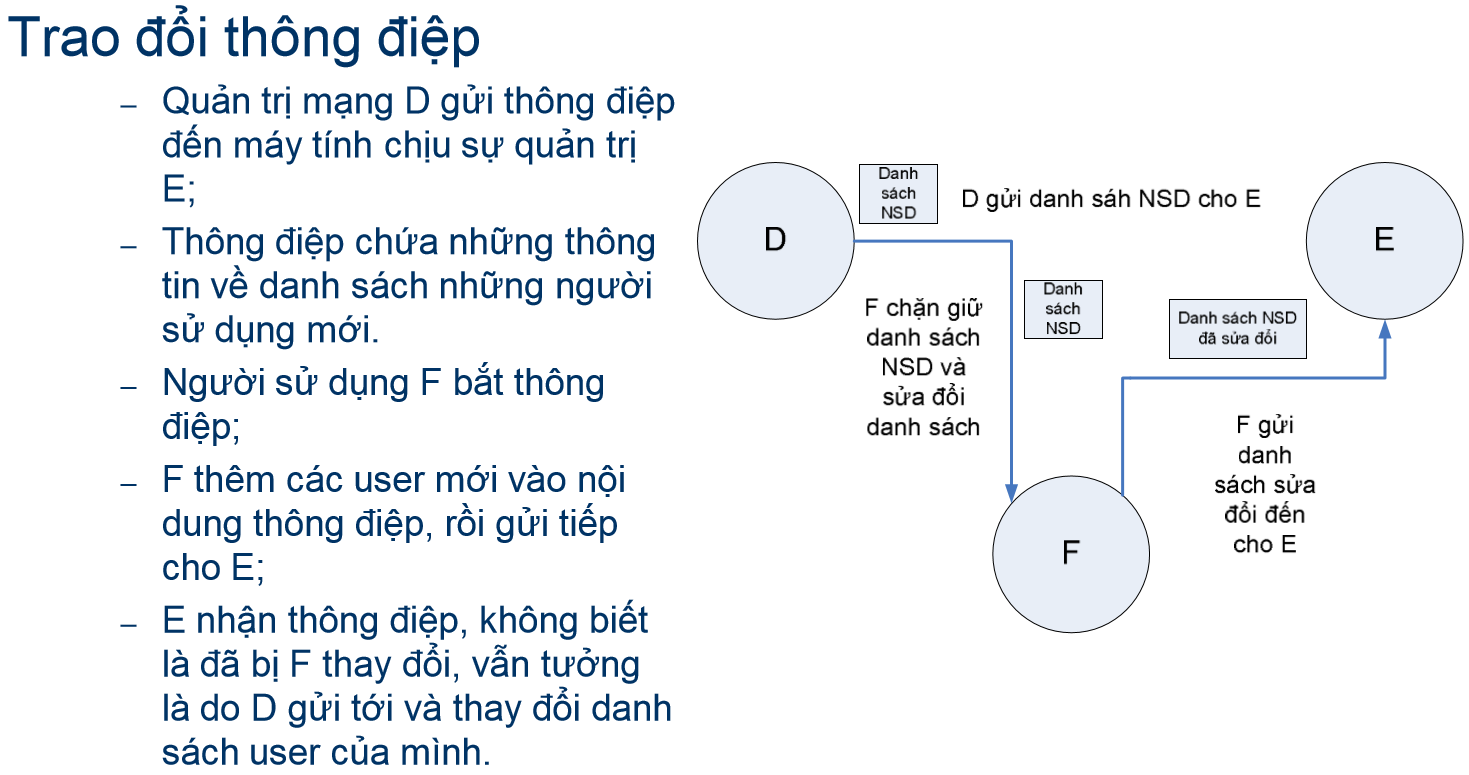 Trao đổi thông điệp
– Quản trị mạng D gửi thông điệp
đến máy tính chịu sự quản trị
E;
– Thông điệp chứa những thông
tin về danh sách những người
sử dụng mới.
– Người sử dụng F bắt thông
điệp;
– F thêm các user mới vào nội
dung thông điệp, rồi gửi tiếp
cho E;
– E nhận thông điệp, không biết
là đã bị F thay đổi, vẫn tưởng
là do D gửi tới và thay đổi danh
sách user của mình.
D
Danh
sách
NSD
D gửi danh sáh NSD cho E
E
F chặn giữ
danh sách
NSD và
sửa đổi
danh sách
Danh
sách
NSD
Danh sách NSD
đã sửa đổi
F gửi
danh
sách sửa
đổi đến
cho E
F